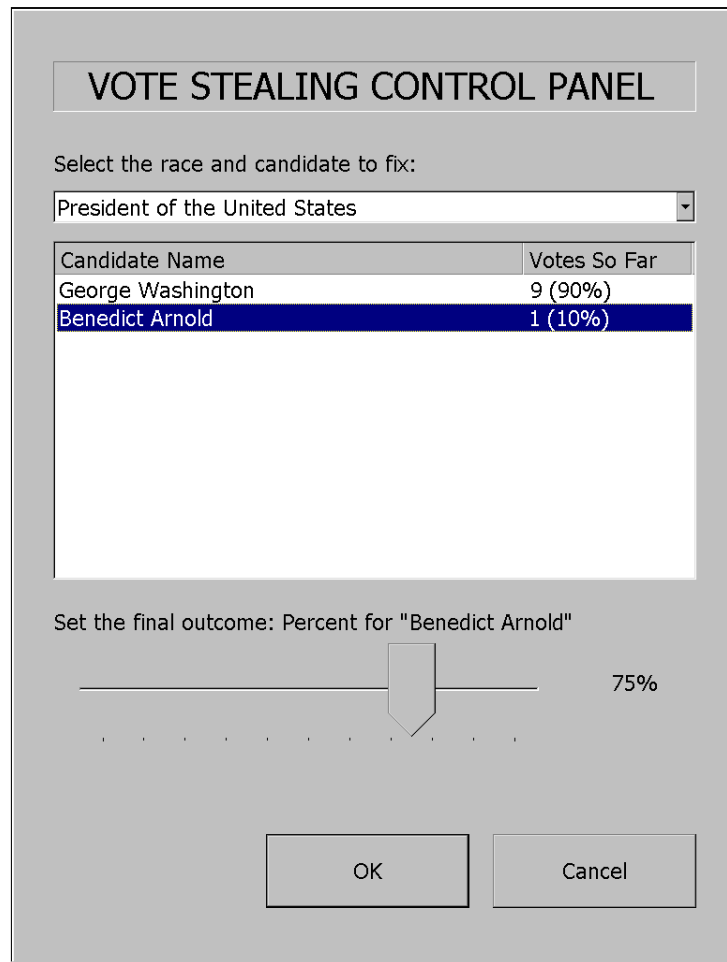 VOTE STEALING CONTROL PANEL
Select the race and candidate to fix:
President of the United States
Candidate Name Votes So Far
George Washington 9 (90%)
Benedict Arnold 1 (10%)
Set the final outcome: Percent for "Benedict Arnold"
75%
OK Cancel